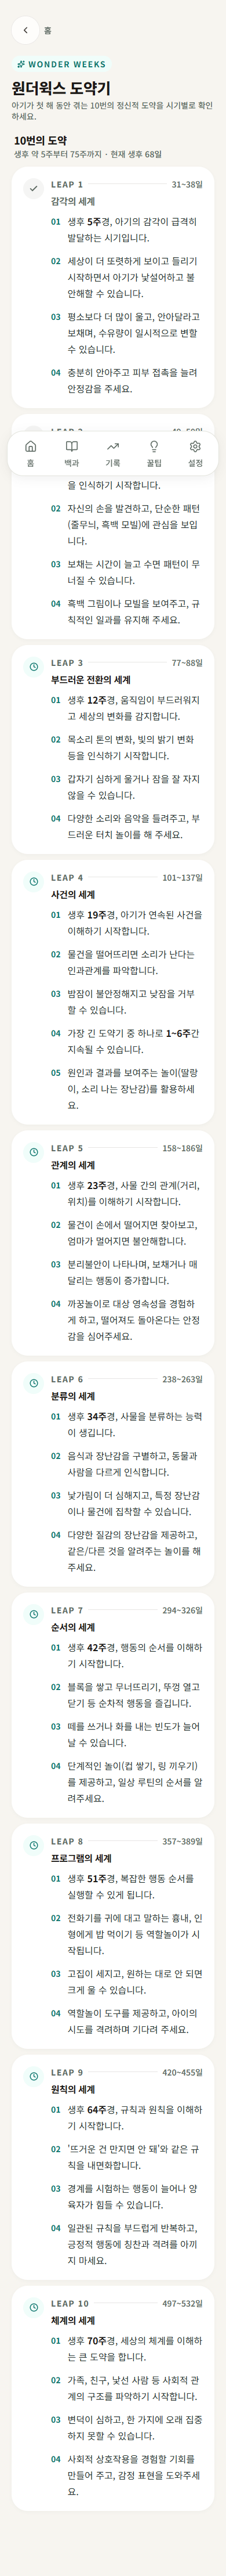 홈
WONDER WEEKS
원더윅스 도약기
아기가 첫 해 동안 겪는 10번의 정신적 도약을 시기별로 확인
하세요.
10번의 도약
생후 약 5주부터 75주까지 · 현재 생후 68일
LEAP 1 31~38일
감각의 세계
01 생후 5주경, 아기의 감각이 급격히
발달하는 시기입니다.
02 세상이 더 또렷하게 보이고 들리기
시작하면서 아기가 낯설어하고 불
안해할 수 있습니다.
03 평소보다 더 많이 울고, 안아달라고
보채며, 수유량이 일시적으로 변할
수 있습니다.
04 충분히 안아주고 피부 접촉을 늘려
안정감을 주세요.
홈
백과
기록
꿀팁
설정
을 인식하기 시작합니다.
02 자신의 손을 발견하고, 단순한 패턴
(줄무늬, 흑백 모빌)에 관심을 보입
니다.
03 보채는 시간이 늘고 수면 패턴이 무
너질 수 있습니다.
04 흑백 그림이나 모빌을 보여주고, 규
칙적인 일과를 유지해 주세요.
LEAP 3 77~88일
부드러운 전환의 세계
01 생후 12주경, 움직임이 부드러워지
고 세상의 변화를 감지합니다.
02 목소리 톤의 변화, 빛의 밝기 변화
등을 인식하기 시작합니다.
03 갑자기 심하게 울거나 잠을 잘 자지
않을 수 있습니다.
04 다양한 소리와 음악을 들려주고, 부
드러운 터치 놀이를 해 주세요.
LEAP 4 101~137일
사건의 세계
01 생후 19주경, 아기가 연속된 사건을
이해하기 시작합니다.
02 물건을 떨어뜨리면 소리가 난다는
인과관계를 파악합니다.
03 밤잠이 불안정해지고 낮잠을 거부
할 수 있습니다.
04 가장 긴 도약기 중 하나로 1~6주간
지속될 수 있습니다.
05 원인과 결과를 보여주는 놀이(딸랑
이, 소리 나는 장난감)를 활용하세
요.
LEAP 5 158~186일
관계의 세계
01 생후 23주경, 사물 간의 관계(거리,
위치)를 이해하기 시작합니다.
02 물건이 손에서 떨어지면 찾아보고,
엄마가 멀어지면 불안해합니다.
03 분리불안이 나타나며, 보채거나 매
달리는 행동이 증가합니다.
04 까꿍놀이로 대상 영속성을 경험하
게 하고, 떨어져도 돌아온다는 안정
감을 심어주세요.
LEAP 6 238~263일
분류의 세계
01 생후 34주경, 사물을 분류하는 능력
이 생깁니다.
02 음식과 장난감을 구별하고, 동물과
사람을 다르게 인식합니다.
03 낯가림이 더 심해지고, 특정 장난감
이나 물건에 집착할 수 있습니다.
04 다양한 질감의 장난감을 제공하고,
같은/다른 것을 알려주는 놀이를 해
주세요.
LEAP 7 294~326일
순서의 세계
01 생후 42주경, 행동의 순서를 이해하
기 시작합니다.
02 블록을 쌓고 무너뜨리기, 뚜껑 열고
닫기 등 순차적 행동을 즐깁니다.
03 떼를 쓰거나 화를 내는 빈도가 늘어
날 수 있습니다.
04 단계적인 놀이(컵 쌓기, 링 끼우기)
를 제공하고, 일상 루틴의 순서를 알
려주세요.
LEAP 8 357~389일
프로그램의 세계
01 생후 51주경, 복잡한 행동 순서를
실행할 수 있게 됩니다.
02 전화기를 귀에 대고 말하는 흉내, 인
형에게 밥 먹이기 등 역할놀이가 시
작됩니다.
03 고집이 세지고, 원하는 대로 안 되면
크게 울 수 있습니다.
04 역할놀이 도구를 제공하고, 아이의
시도를 격려하며 기다려 주세요.
LEAP 9 420~455일
원칙의 세계
01 생후 64주경, 규칙과 원칙을 이해하
기 시작합니다.
02 '뜨거운 건 만지면 안 돼'와 같은 규
칙을 내면화합니다.
03 경계를 시험하는 행동이 늘어나 양
육자가 힘들 수 있습니다.
04 일관된 규칙을 부드럽게 반복하고,
긍정적 행동에 칭찬과 격려를 아끼
지 마세요.
LEAP 10 497~532일
체계의 세계
01 생후 70주경, 세상의 체계를 이해하
는 큰 도약을 합니다.
02 가족, 친구, 낯선 사람 등 사회적 관
계의 구조를 파악하기 시작합니다.
03 변덕이 심하고, 한 가지에 오래 집중
하지 못할 수 있습니다.
04 사회적 상호작용을 경험할 기회를
만들어 주고, 감정 표현을 도와주세
요.